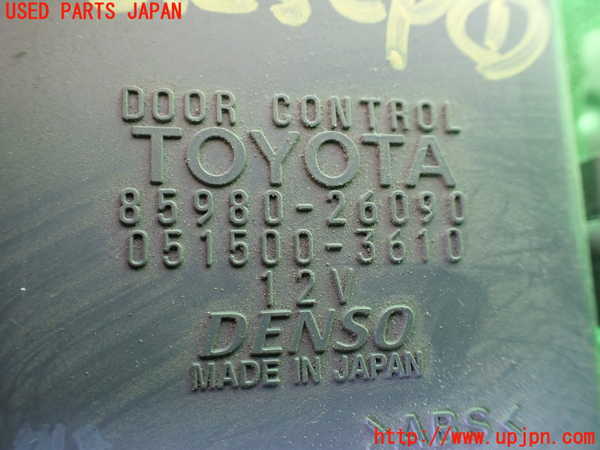 USED PARTS JAPAN
DOOR CONTROL
TOYOTA
85980-26090
051500-3610
12V
DENSO
MADE IN JAPAN
>ABS<
http://www.upjpn.com